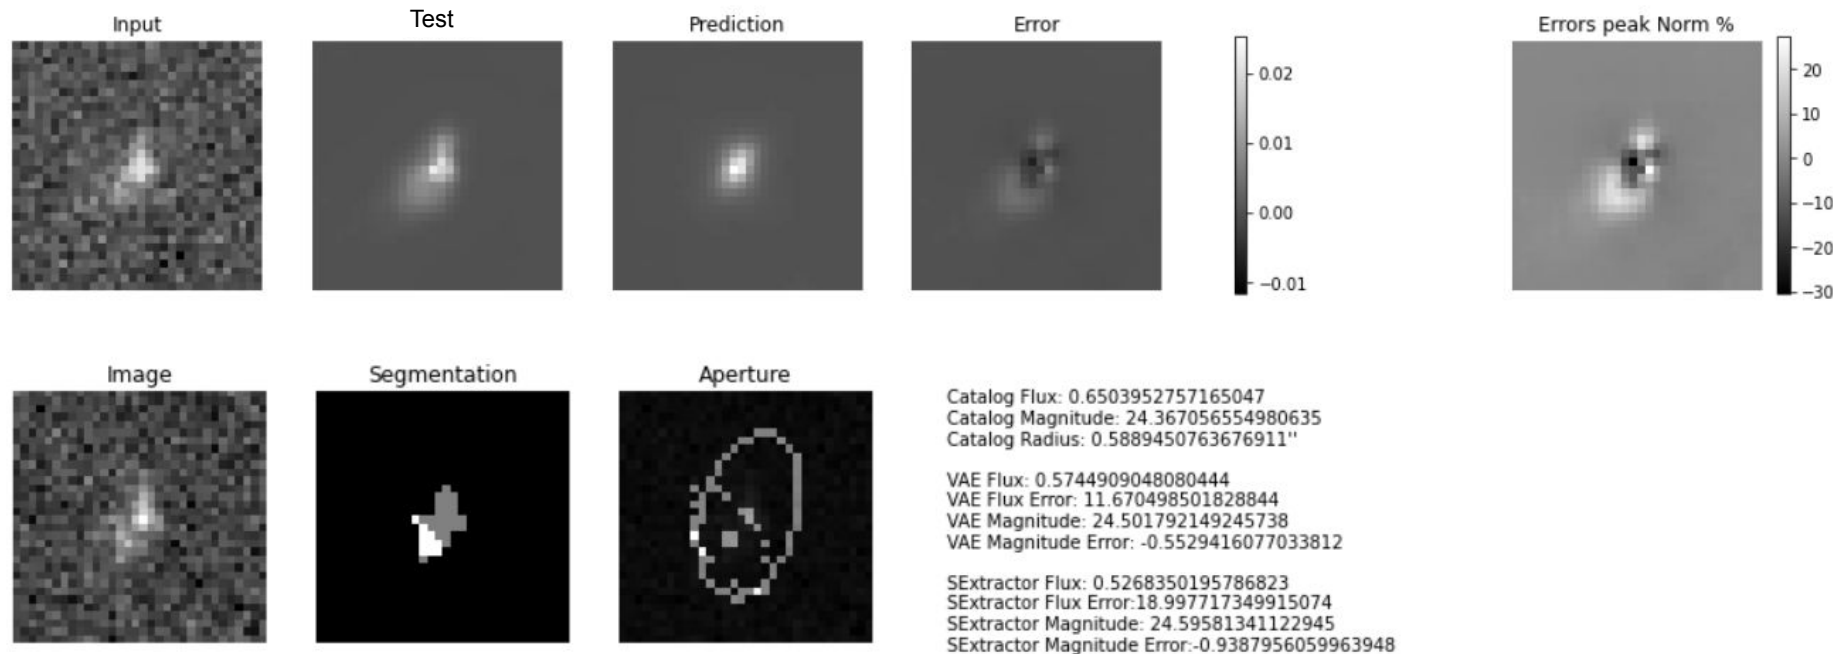 Input
Test
Prediction
Error
Errors peak Norm %
0.02
0.01
0.00
−0.01
20
10
0
−10
−20
−30
Image
Segmentation
Aperture
Catalog Flux: 0.6503952757165047
Catalog Magnitude: 24.367056554980635
Catalog Radius: 0.5889450763676911''
VAE Flux: 0.5744909048080444
VAE Flux Error: 11.670498501828844
VAE Magnitude: 24.501792149245738
VAE Magnitude Error: -0.5529416077033812
SExtractor Flux: 0.5268350195786823
SExtractor Flux Error:18.997717349915074
SExtractor Magnitude: 24.59581341122945
SExtractor Magnitude Error:-0.9387956059963948